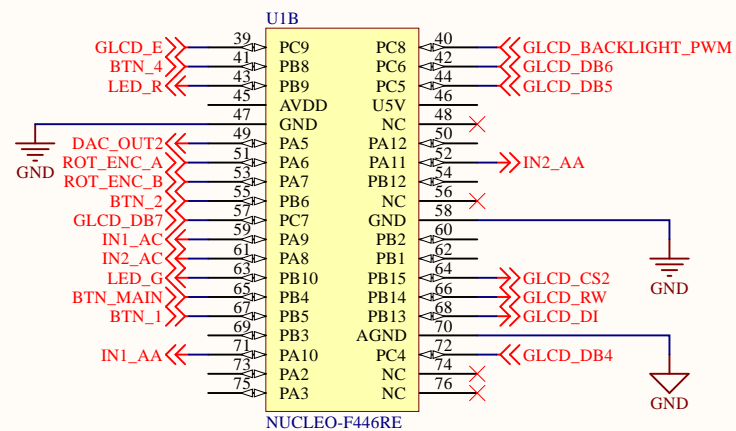 U1B
GLCD_E 39 PC9 PC8 40 GLCD_BACKLIGHT_PWM
BTN_4 41 PB8 PC6 42 GLCD_DB6
LED_R 43 PB9 PC5 44 GLCD_DB5
45 AVDD U5V 46
47 GND NC 48
DAC_OUT2 49 PA5 PA12 50
ROT_ENC_A 51 PA6 PA11 52 IN2_AA
ROT_ENC_B 53 PA7 PB12 54
BTN_2 55 PB6 NC 56
GLCD_DB7 57 PC7 GND 58
IN1_AC 59 PA9 PB2 60
IN2_AC 61 PA8 PB1 62
LED_G 63 PB10 PB15 64 GLCD_CS2
BTN_MAIN 65 PB4 PB14 66 GLCD_RW
BTN_1 67 PB5 PB13 68 GLCD_DI
69 PB3 AGND 70
IN1_AA 71 PA10 PC4 72 GLCD_DB4
73 PA2 NC 74
75 PA3 NC 76
GND
GND
GND
NUCLEO-F446RE